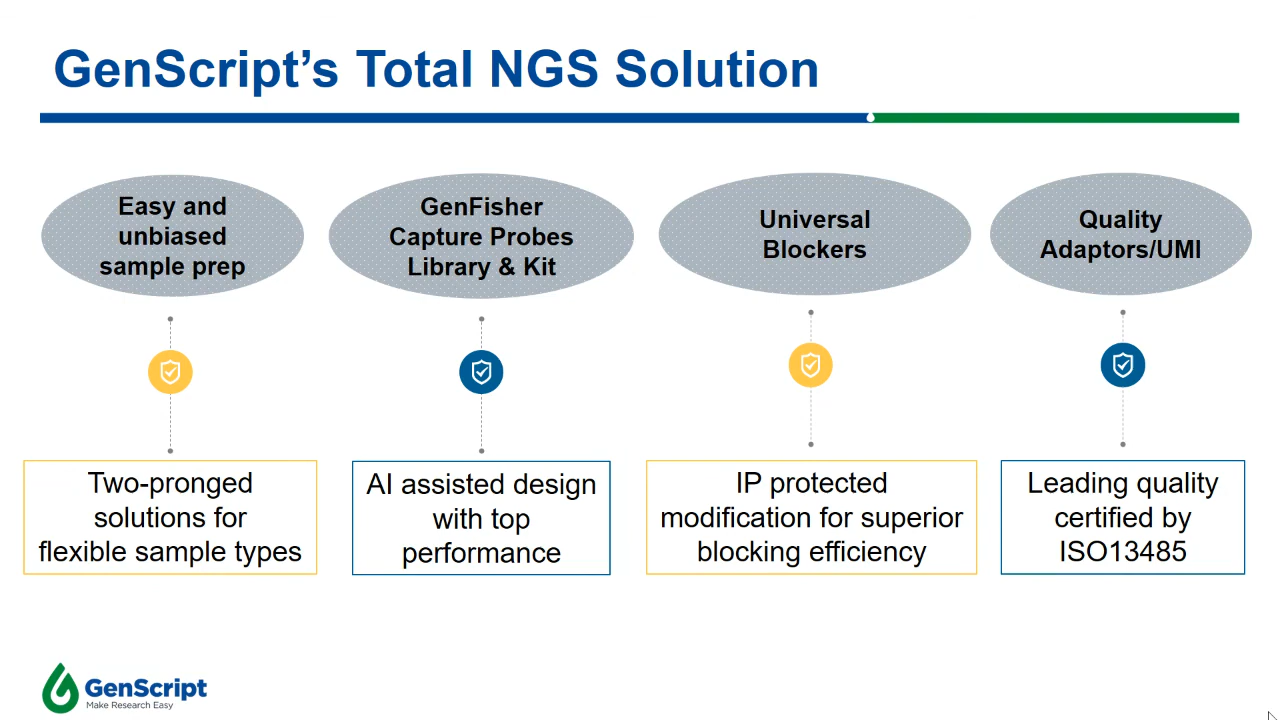 GenScript’s Total NGS Solution
Easy and
unbiased
sample prep
GenFisher
Capture Probes
Library & Kit
Universal
Blockers
Quality
Adaptors/UMI
Two-pronged
solutions for
flexible sample types
AI assisted design
with top
performance
IP protected
modification for superior
blocking efficiency
Leading quality
certified by
ISO13485
GenScript
Make Research Easy